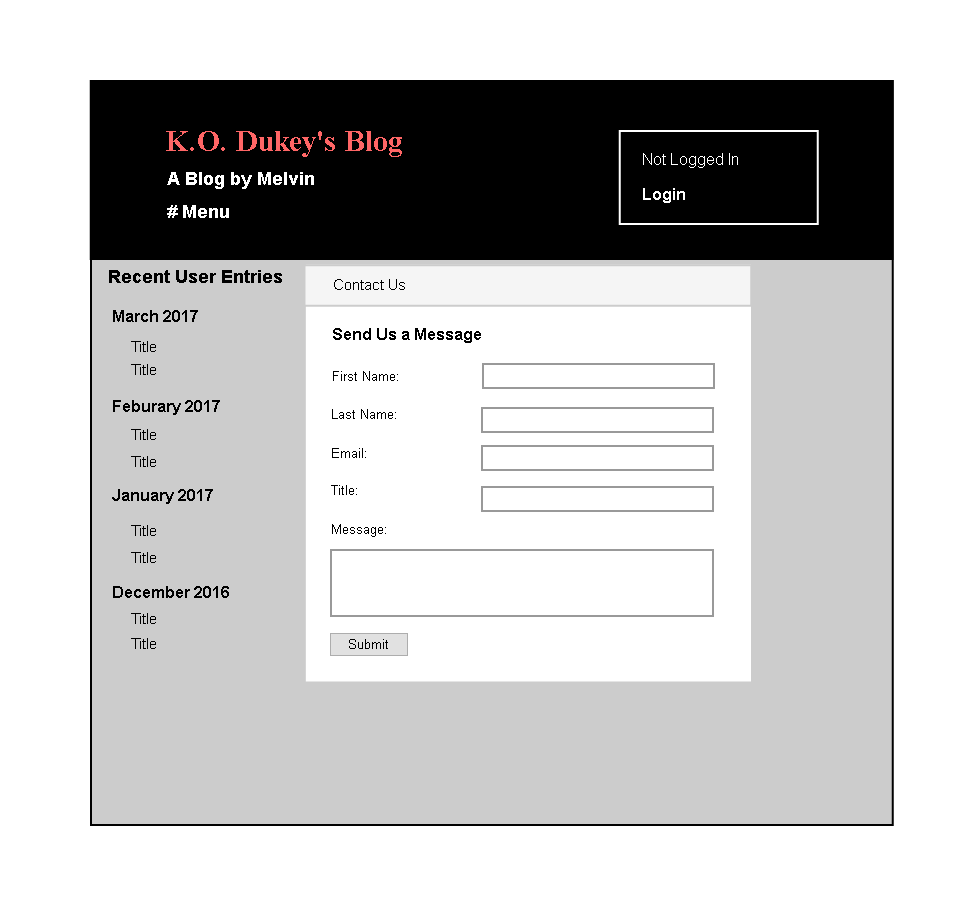 K.O. Dukey's Blog
A Blog by Melvin
# Menu
Not Logged In
Login
Recent User Entries
March 2017
Title
Title
Feburary 2017
Title
Title
January 2017
Title
Title
December 2016
Title
Title
Contact Us
Send Us a Message
First Name:
Last Name:
Email:
Title:
Message:
Submit